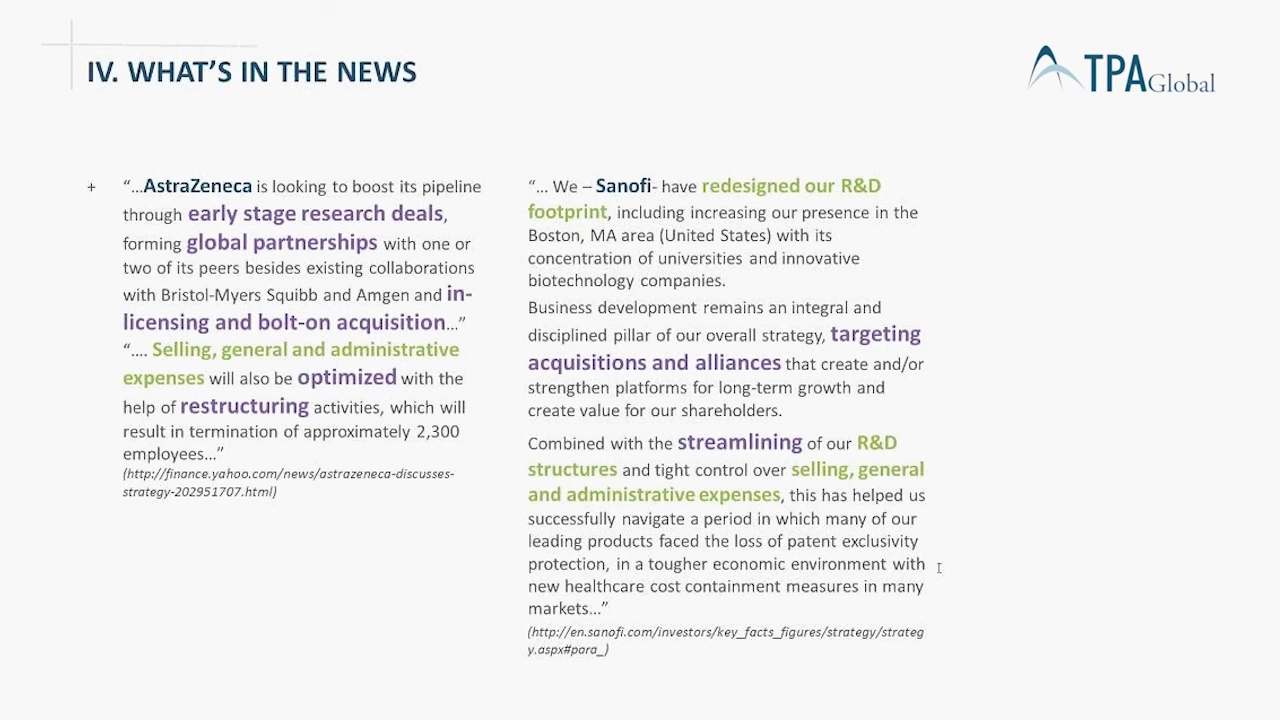 IV. WHAT'S IN THE NEWS
TPA Global
+ "...AstraZeneca is looking to boost its pipeline
through early stage research deals,
forming global partnerships with one or
two of its peers besides existing collaborations
with Bristol-Myers Squibb and Amgen and in-
licensing and bolt-on acquisition..."
".... Selling, general and administrative
expenses will also be optimized with the
help of restructuring activities, which will
result in termination of approximately 2,300
employees..."
(http://finance.yahoo.com/news/astrazeneca-discusses-
strategy-202951707.html)
"... We – Sanofi- have redesigned our R&D
footprint, including increasing our presence in the
Boston, MA area (United States) with its
concentration of universities and innovative
biotechnology companies.
Business development remains an integral and
disciplined pillar of our overall strategy, targeting
acquisitions and alliances that create and/or
strengthen platforms for long-term growth and
create value for our shareholders.
Combined with the streamlining of our R&D
structures and tight control over selling, general
and administrative expenses, this has helped us
successfully navigate a period in which many of our
leading products faced the loss of patent exclusivity
protection, in a tougher economic environment with
new healthcare cost containment measures in many
markets..."
(http://en.sanofi.com/investors/key_facts_figures/strategy/strateg
y.aspx#para_)